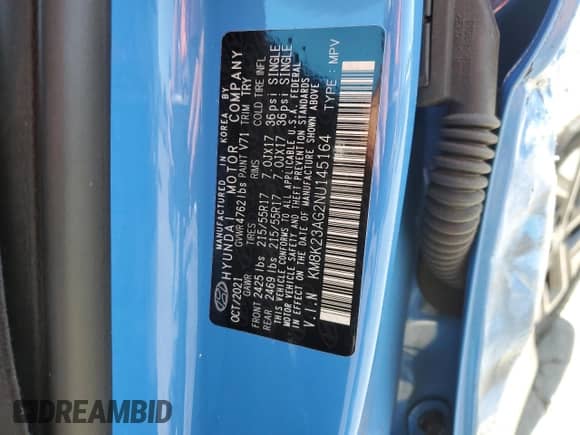 MANUFACTURED IN KOREA BY
HYUNDAI MOTOR COMPANY
OCT/2021 GVWR 4762 lbs PAINT V71 TRIM TRY
GAWR TIRES RIMS COLD TIRE INFL
FRONT 2425 lbs 215/55R17 7.0JX17 36psi SINGLE
REAR 2469 lbs 215/55R17 7.0JX17 36psi SINGLE
THIS VEHICLE CONFORMS TO ALL APPLICABLE U.S.A. FEDERAL
MOTOR VEHICLE SAFETY AND THEFT PREVENTION STANDARDS
IN EFFECT ON THE DATE OF MANUFACTURE SHOWN ABOVE
V.I.N KM8K23AG2NU145164 TYPE: MPV
DREAMBID